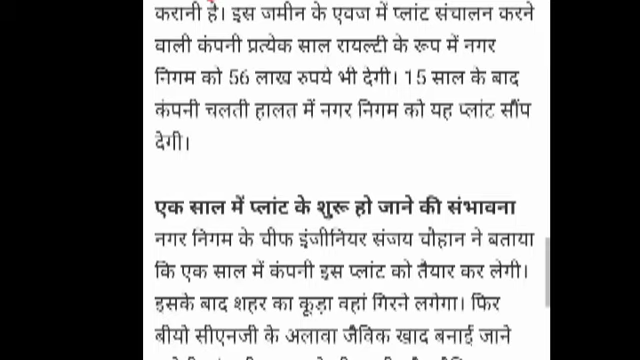 करानी है। इस जमीन के एवज में प्लांट संचालन करने
वाली कंपनी प्रत्येक साल रायल्टी के रूप में नगर
निगम को 56 लाख रुपये भी देगी। 15 साल के बाद
कंपनी चलती हालत में नगर निगम को यह प्लांट सौंप
देगी।
एक साल में प्लांट के शुरू हो जाने की संभावना
नगर निगम के चीफ इंजीनियर संजय चौहान ने बताया
कि एक साल में कंपनी इस प्लांट को तैयार कर लेगी।
इसके बाद शहर का कूड़ा वहां गिरने लगेगा। फिर
बीयो सीएनजी के अलावा जैविक खाद बनाई जाने